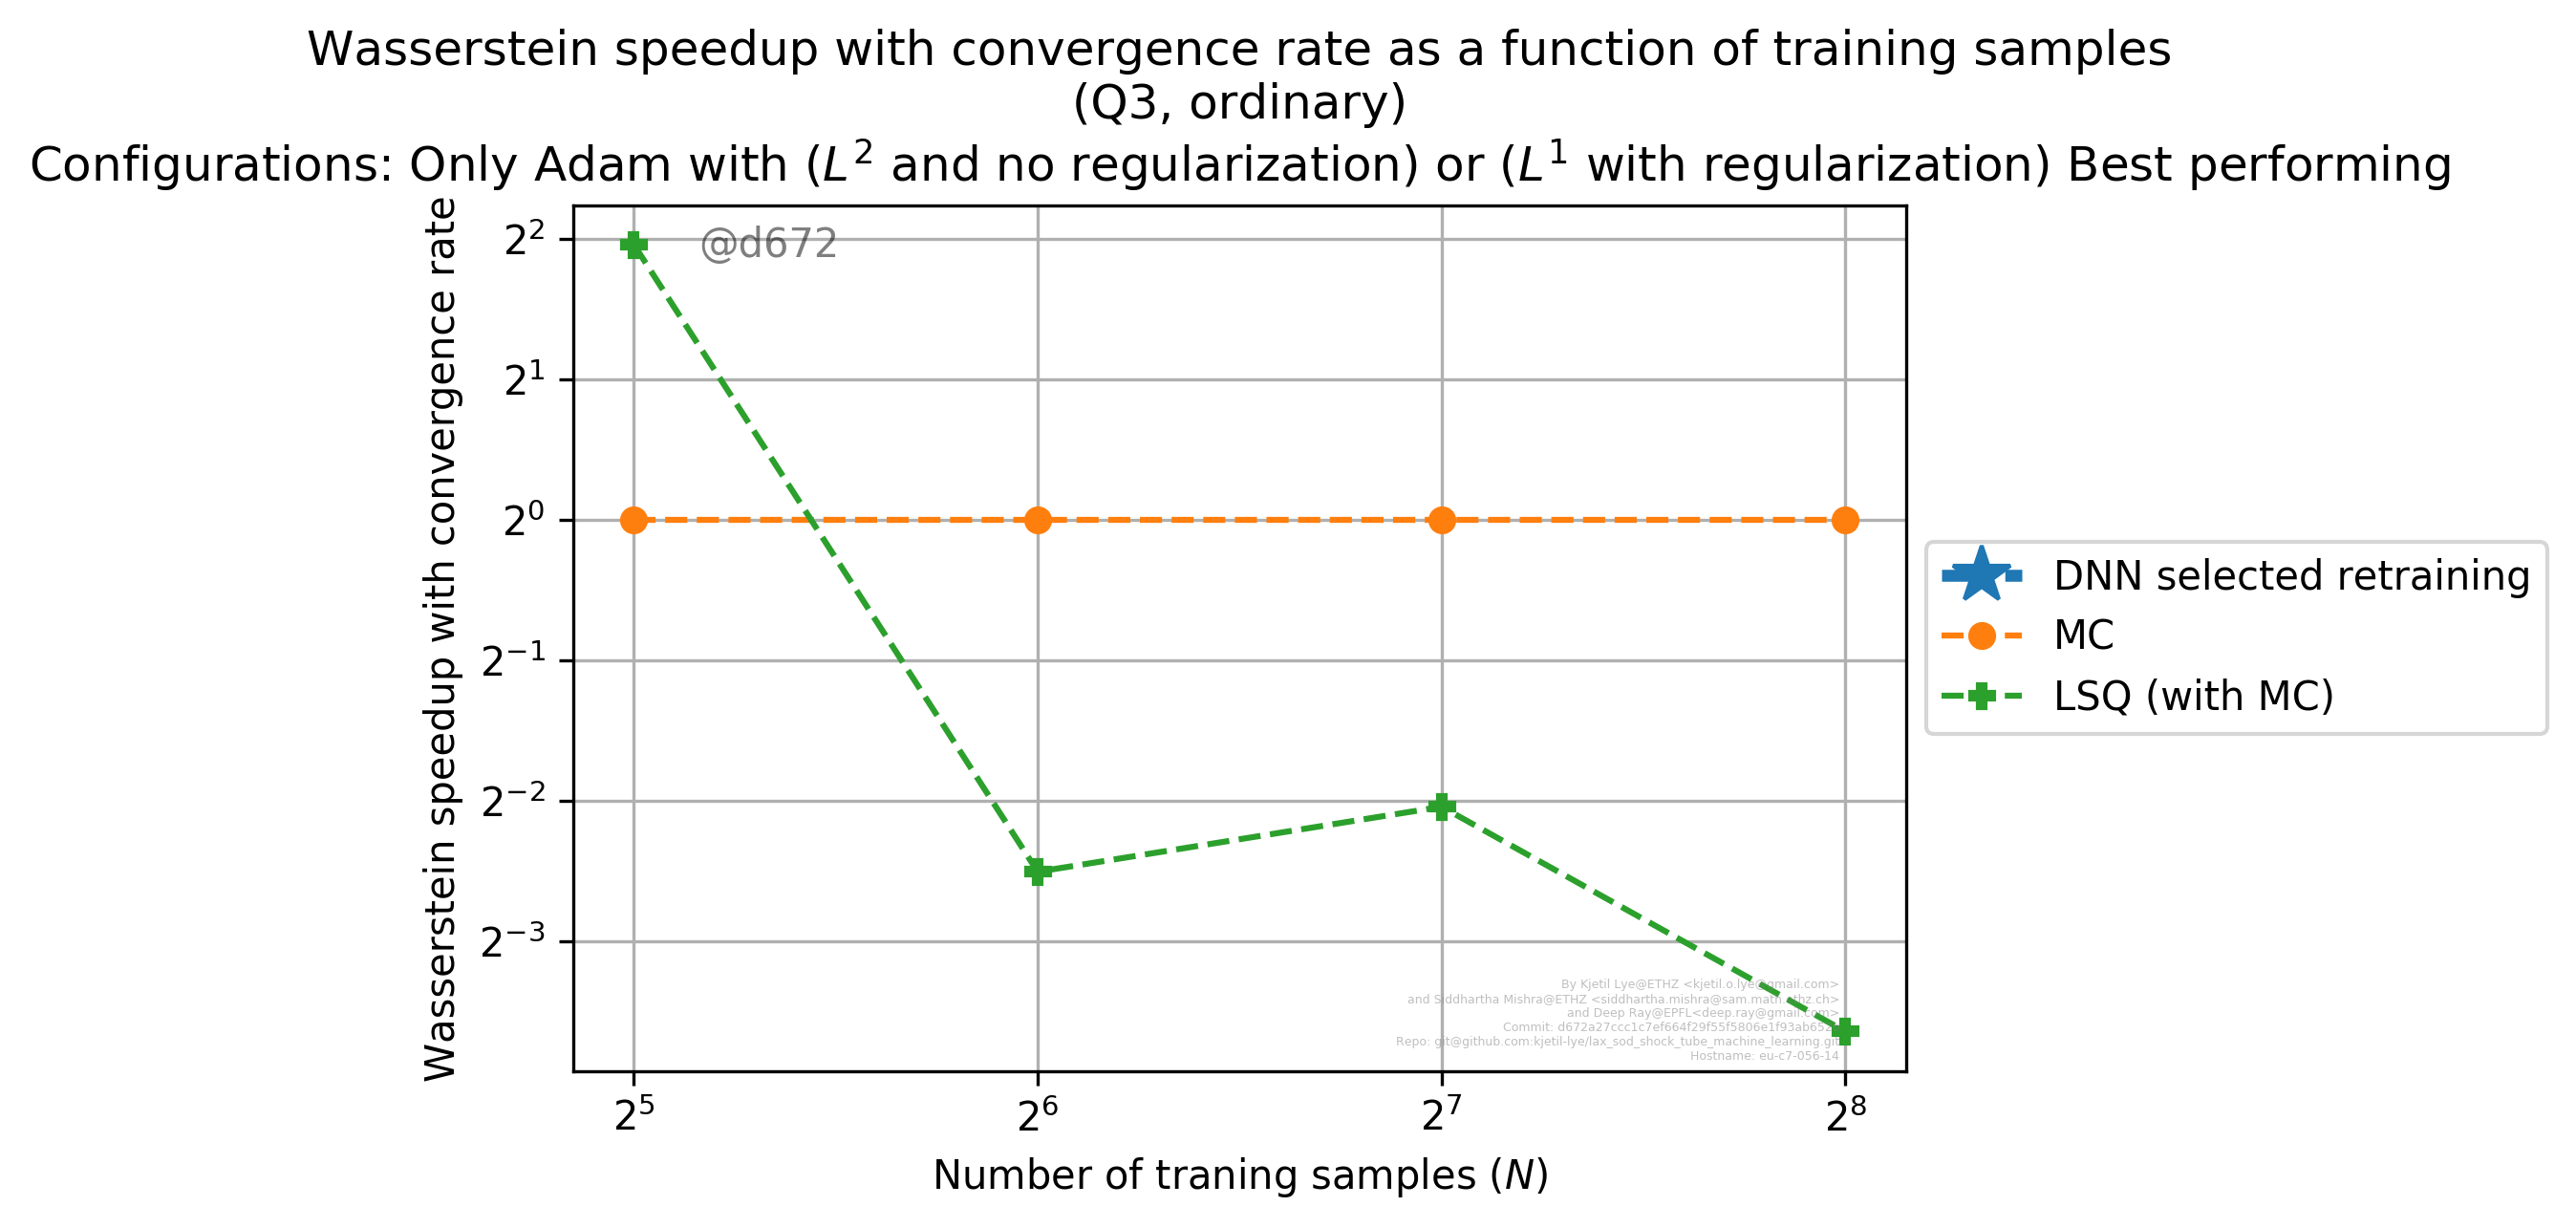 Wasserstein speedup with convergence rate as a function of training samples
(Q3, ordinary)
Configurations: Only Adam with (L² and no regularization) or (L¹ with regularization) Best performing
Wasserstein speedup with convergence rate
2²
2¹
2⁰
2⁻¹
2⁻²
2⁻³
@d672
DNN selected retraining
MC
LSQ (with MC)
By Kjetil Lye@ETHZ <kjetil.o.lye@gmail.com>
and Siddhartha Mishra@ETHZ <siddhartha.mishra@sam.math.ethz.ch>
and Deep Ray@EPFL<deep.ray@gmail.com>
Commit:
Repo: git@github.com:kjetil-lye/lax_sod_shock_tube_machine_learning.git
Hostname: eu-c7-056-14
2⁵
2⁶
2⁷
2⁸
Number of traning samples (N)